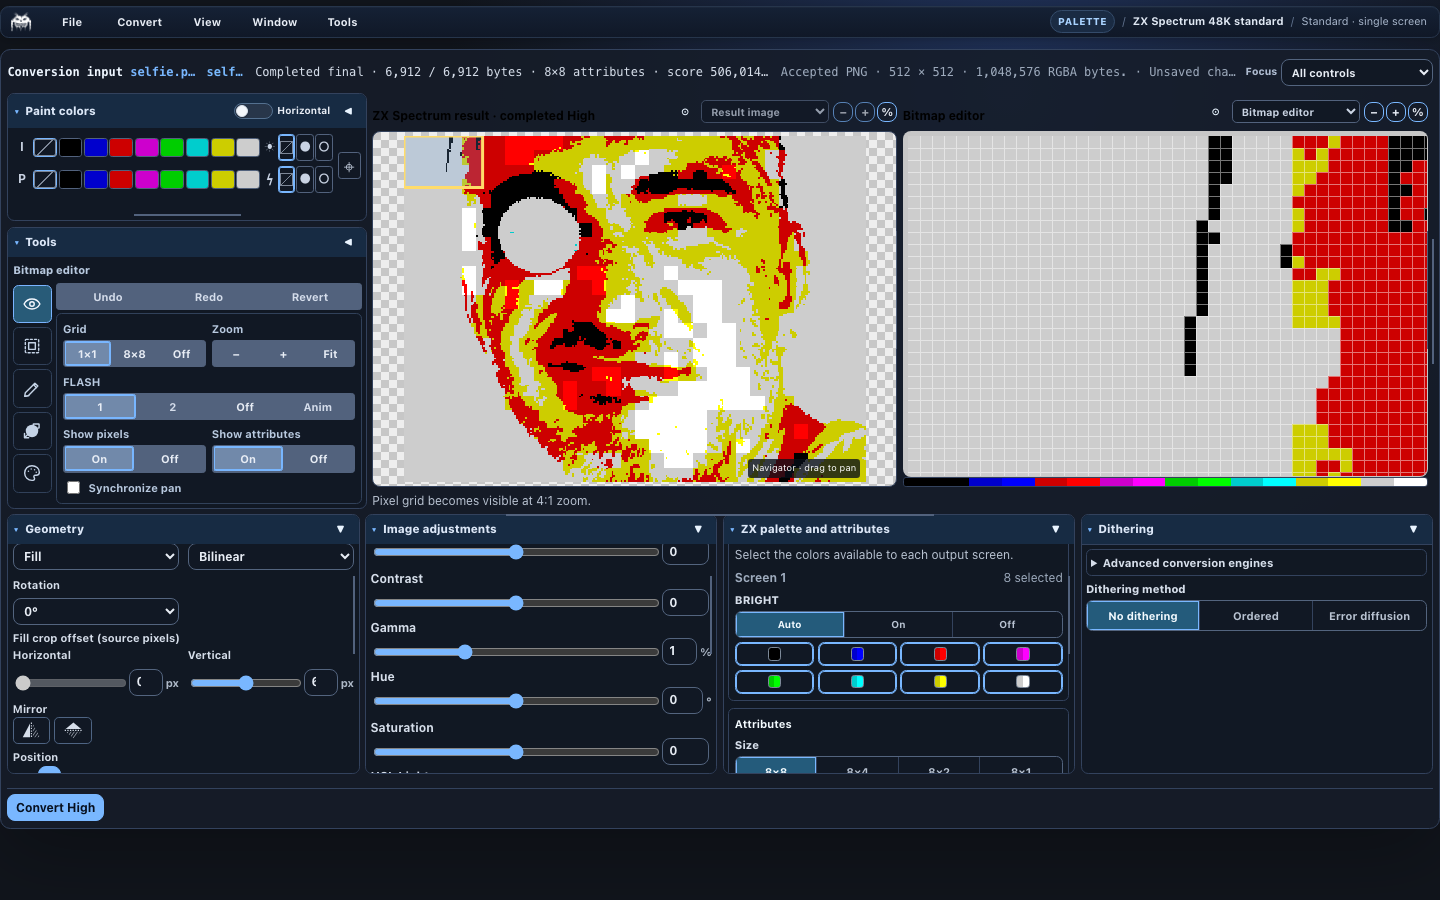 File Convert View Window Tools PALETTE / ZX Spectrum 48K standard / Standard · single screen
Conversion input selfie.p… self… Completed final · 6,912 / 6,912 bytes · 8×8 attributes · score 506,014… Accepted PNG · 512 × 512 · 1,048,576 RGBA bytes. · Unsaved cha… Focus All controls
Paint colors Horizontal
ZX Spectrum result · completed High Result image − + %
Bitmap editor Bitmap editor − + %
I
P
Tools
Bitmap editor
Undo Redo Revert
Grid Zoom
1×1 8×8 Off − + Fit
FLASH
1 2 Off Anim
Show pixels Show attributes
On Off On Off
Synchronize pan
Navigator · drag to pan
Pixel grid becomes visible at 4:1 zoom.
Geometry
Fill Bilinear
Rotation
0°
Fill crop offset (source pixels)
Horizontal Vertical
px px
Mirror
Position
Image adjustments
0
Contrast
0
Gamma
1 %
Hue
0 °
Saturation
0
ZX palette and attributes
Select the colors available to each output screen.
Screen 1 8 selected
BRIGHT
Auto On Off
Attributes
Size
8×8 8×4 8×2 8×1
Dithering
Advanced conversion engines
Dithering method
No dithering Ordered Error diffusion
Convert High